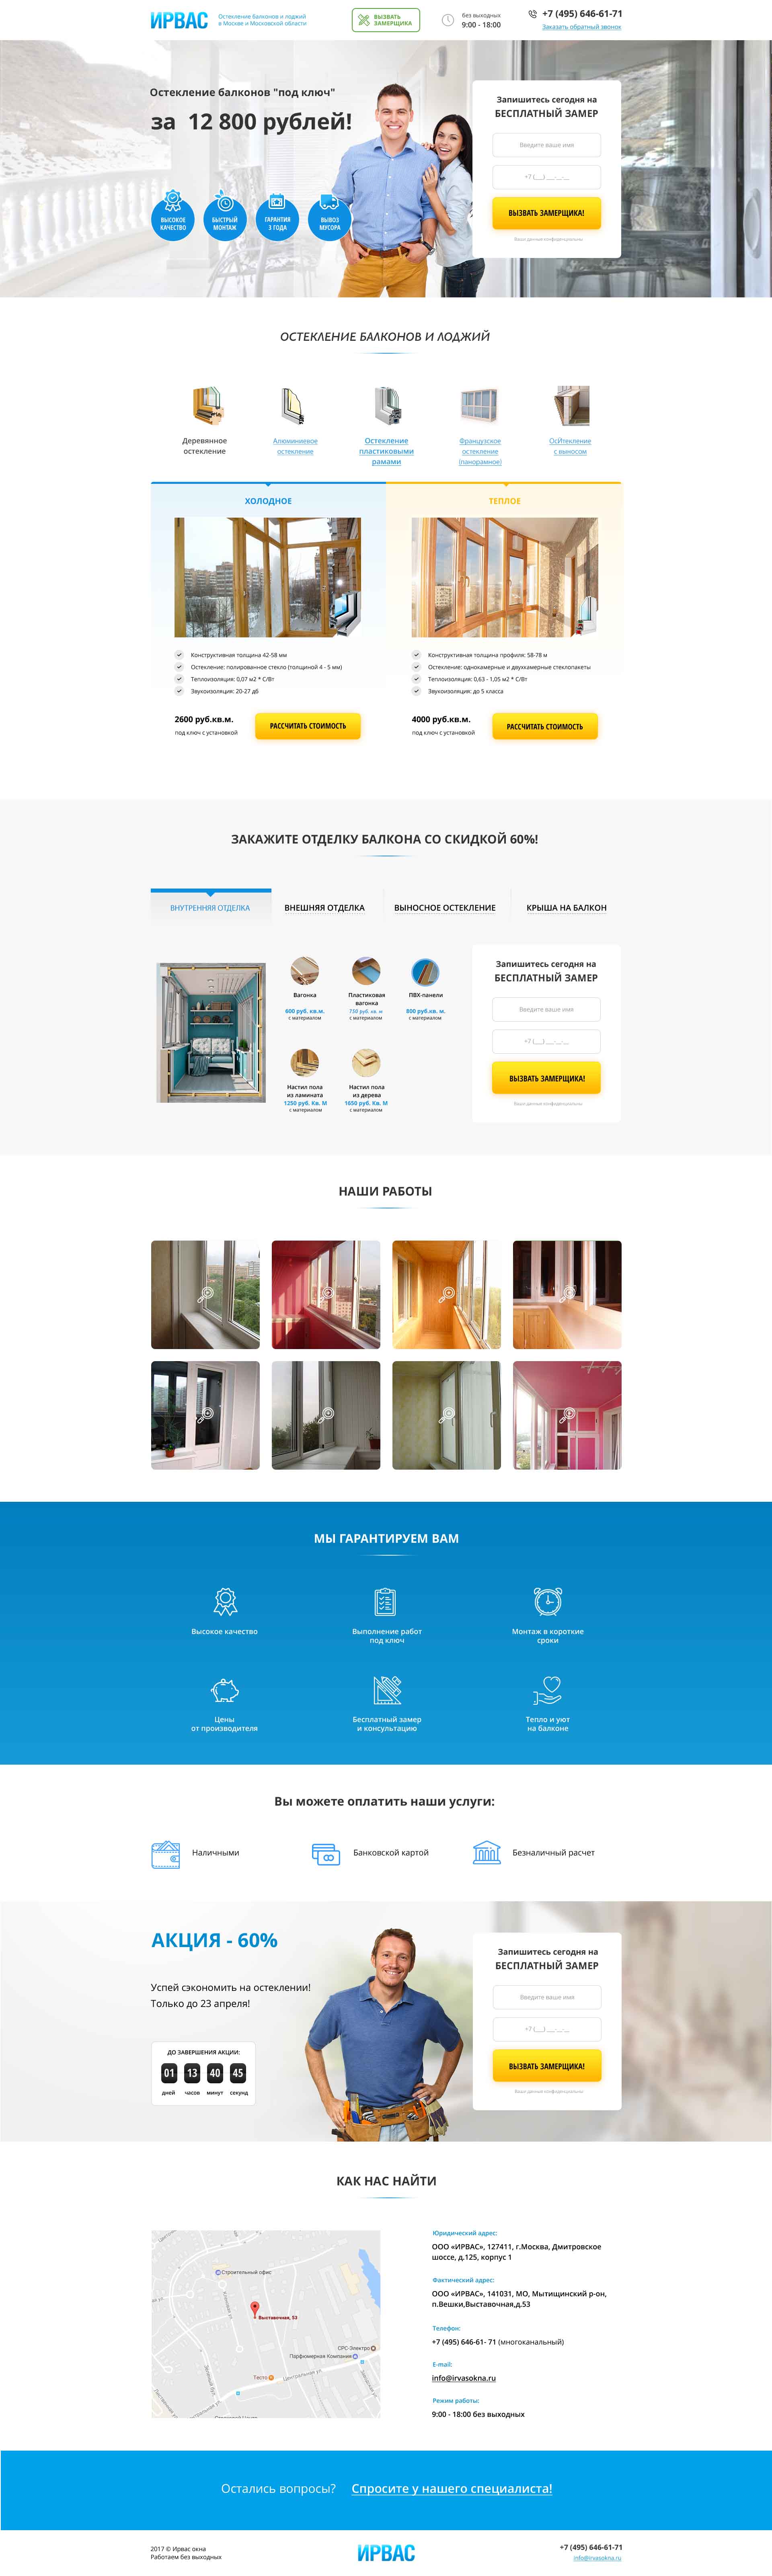 ИРВАС
Остекление Балконов и лоджий
в Москве и Московской области
ВЫЗВАТЬ
ЗАМЕРЩИКА
без выходных
9:00 - 18:00
+7 (495) 646-61-71
Заказать обратный звонок
Остекление балконов "под ключ"
за 12 800 рублей!
ВЫСОКОЕ
КАЧЕСТВО
БЫСТРЫЙ
МОНТАЖ
ГАРАНТИЯ
3 ГОДА
ВЫВОЗ
МУСОРА
Запишитесь сегодня на
БЕСПЛАТНЫЙ ЗАМЕР
Введите ваше имя
+7 (___) ___-__-__
ВЫЗВАТЬ ЗАМЕРЩИКА!
Ваши данные конфиденциальны
ОСТЕКЛЕНИЕ БАЛКОНОВ И ЛОДЖИЙ
Деревянное
остекление
Алюминаевое
остекление
Остекление
пластиковыми
рамами
Французское
остекление
(панорамное)
ОсИтекление
с выносом
ХОЛОДНОЕ
Конструктивная толщина 42-58 мм
Остекление: полированное стекло (толщиной 4 - 5 мм)
Теплоизоляция: 0,07 м2 * С/Вт
Звукоизоляция: 20-27 дб
2600 руб.кв.м.
под ключ с установкой
РАССЧИТАТЬ СТОИМОСТЬ
ТЕПЛОЕ
Конструктивная толщина профиля: 58-78 м
Остекление: однокамерные и двухкамерные стеклопакеты
Теплоизоляция: 0,63 - 1,05 м2 * С/Вт
Звукоизоляция: до 5 класса
4000 руб.кв.м.
под ключ с установкой
РАССЧИТАТЬ СТОИМОСТЬ
ЗАКАЖИТЕ ОТДЕЛКУ БАЛКОНА СО СКИДКОЙ 60%!
ВНУТРЕННЯЯ ОТДЕЛКА
ВНЕШНЯЯ ОТДЕЛКА
ВЫНОСНОЕ ОСТЕКЛЕНИЕ
КРЫША НА БАЛКОН
Вагонка
600 руб. кв.м.
с материалом
Пластиковая
вагонка
730 руб. кв. м
с материалом
ПВХ-панели
800 руб.кв. м.
с материалом
Настил пола
из ламината
1250 руб. Кв. М
с материалом
Настил пола
из дерева
1650 руб. Кв. М
с материалом
Запишитесь сегодня на
БЕСПЛАТНЫЙ ЗАМЕР
Введите ваше имя
+7 (___) ___-__-__
ВЫЗВАТЬ ЗАМЕРЩИКА!
Ваши данные конфиденциальны
НАШИ РАБОТЫ
МЫ ГАРАНТИРУЕМ ВАМ
Высокое качество
Выполнение работ
под ключ
Монтаж в короткие
сроки
Цены
от производителя
Бесплатный замер
и консультацию
Тепло и уют
на балконе
Вы можете оплатить наши услуги:
Наличными
Банковской картой
Безналичный расчет
АКЦИЯ - 60%
Успей сэкономить на остеклении!
Только до 23 апреля!
ДО ЗАВЕРШЕНИЯ АКЦИИ:
01 13 40 45
дней часов минут секунд
Запишитесь сегодня на
БЕСПЛАТНЫЙ ЗАМЕР
Введите ваше имя
+7 (___) ___-__-__
ВЫЗВАТЬ ЗАМЕРЩИКА!
Ваши данные конфиденциальны
КАК НАС НАЙТИ
Строительный офис
Выставочная, 53
СРС-Электро
Парфюмерная Компания
Тесто
Центральная ул.
Юридический адрес:
ООО «ИРВАС», 127411, г.Москва, Дмитровское
шоссе, д.125, корпус 1
Фактический адрес:
ООО «ИРВАС», 141031, МО, Мытищинский р-он,
п.Вешки,Выставочная,д.53
Телефон:
+7 (495) 646-61- 71 (многоканальный)
E-mail:
info@irvasokna.ru
Режим работы:
9:00 - 18:00 без выходных
Остались вопросы? Спросите у нашего специалиста!
2017 © Ирвас окна
Работаем без выходных
ИРВАС
+7 (495) 646-61-71
info@irvasokna.ru